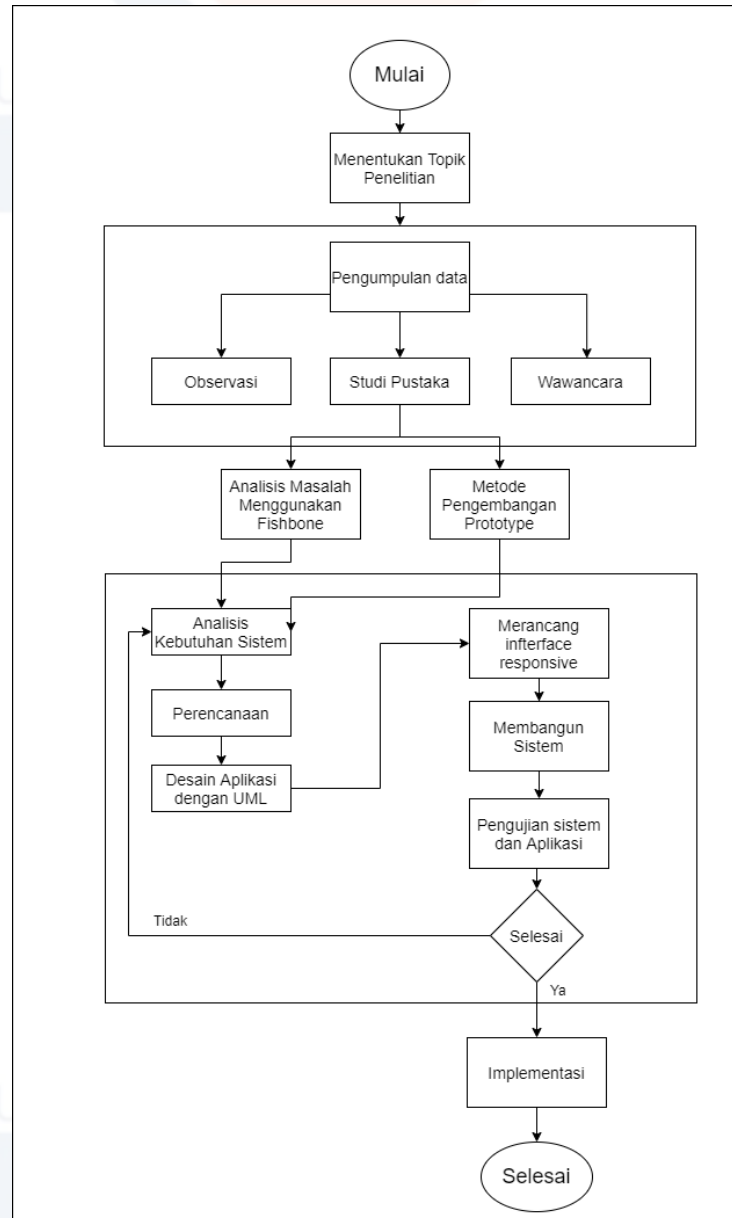 Mulai
Menentukan Topik
Penelitian
Pengumpulan data
Observasi
Studi Pustaka
Wawancara
Analisis Masalah
Menggunakan
Fishbone
Metode
Pengembangan
Prototype
Analisis
Kebutuhan Sistem
Perencanaan
Desain Aplikasi
dengan UML
Merancang
infterface
responsive
Membangun
Sistem
Pengujian sistem
dan Aplikasi
Selesai
Tidak
Ya
Implementasi
Selesai